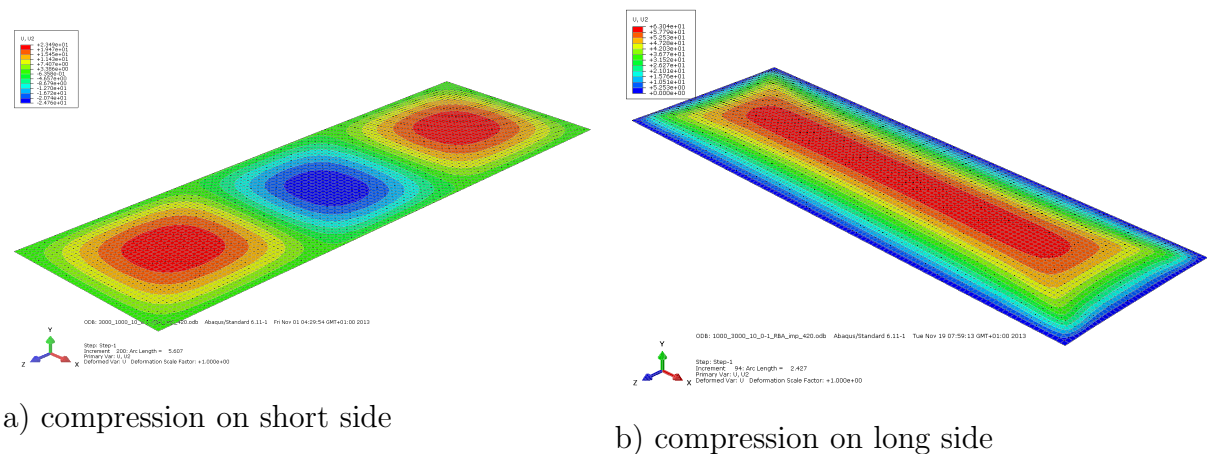 U, U2
+2.349e+01
+1.947e+01
+1.545e+01
+1.143e+01
+7.407e+00
+3.386e+00
-6.358e-01
-4.657e+00
-8.679e+00
-1.270e+01
-1.672e+01
-2.074e+01
-2.476e+01
ODB: 3000_1000_10_ _420.odb Abaqus/Standard 6.11-1 Fri Nov 01 04:29:54 GMT+01:00 2013
Y
Z
X
Step: Step-1
Increment 200: Arc Length = 5.607
Primary Var: U, U2
Deformed Var: U Deformation Scale Factor: +1.000e+00
a) compression on short side
U, U2
+6.304e+01
+5.779e+01
+5.253e+01
+4.728e+01
+4.203e+01
+3.677e+01
+3.152e+01
+2.627e+01
+2.101e+01
+1.576e+01
+1.051e+01
+5.253e+00
+0.000e+00
ODB: 1000_3000_10_0-1_RBA_imp_420.odb Abaqus/Standard 6.11-1 Tue Nov 19 07:59:13 GMT+01:00 2013
Y
Z
X
Step: Step-1
Increment 94: Arc Length = 2.427
Primary Var: U, U2
Deformed Var: U Deformation Scale Factor: +1.000e+00
b) compression on long side